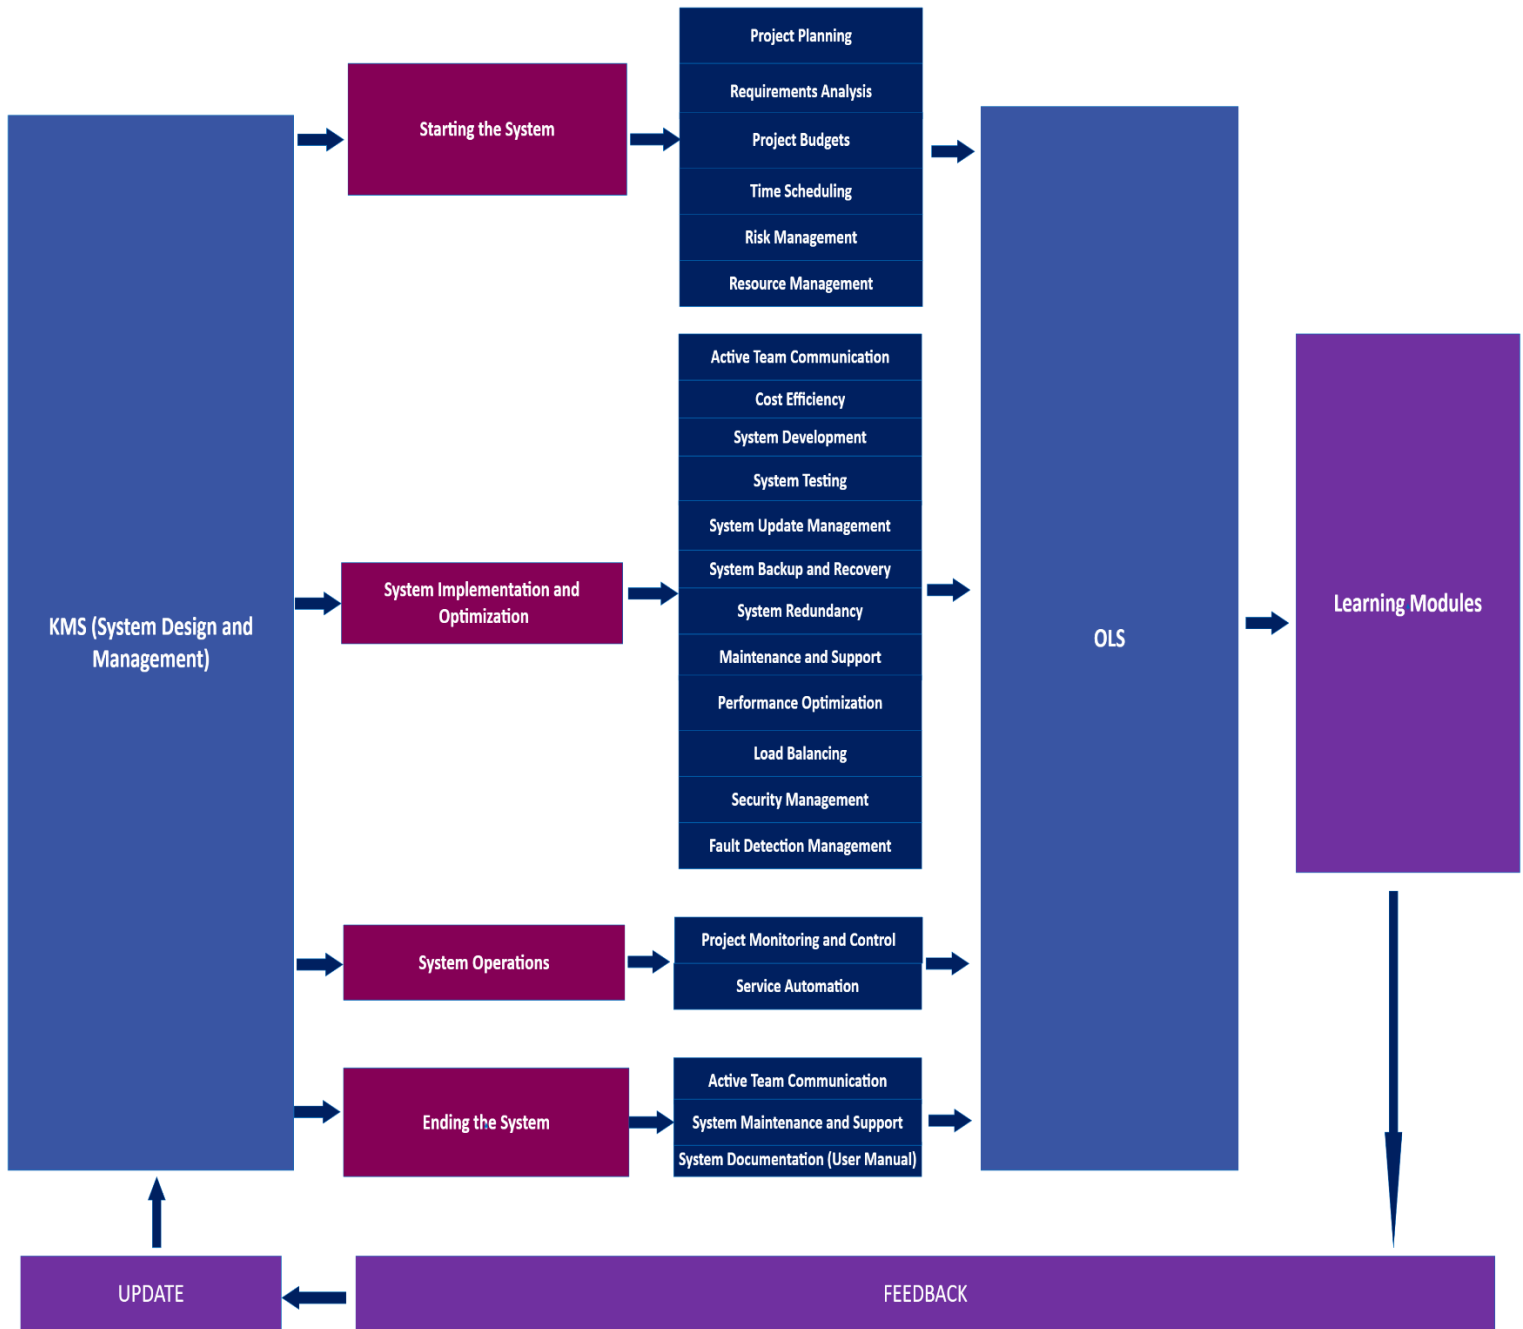 KMS (System Design and
Management)
Starting the System
Project Planning
Requirements Analysis
Project Budgets
Time Scheduling
Risk Management
Resource Management
System Implementation and
Optimization
Active Team Communication
Cost Efficiency
System Development
System Testing
System Update Management
System Backup and Recovery
System Redundancy
Maintenance and Support
Performance Optimization
Load Balancing
Security Management
Fault Detection Management
System Operations
Project Monitoring and Control
Service Automation
Ending the System
Active Team Communication
System Maintenance and Support
System Documentation (User Manual)
OLS
Learning Modules
FEEDBACK
UPDATE